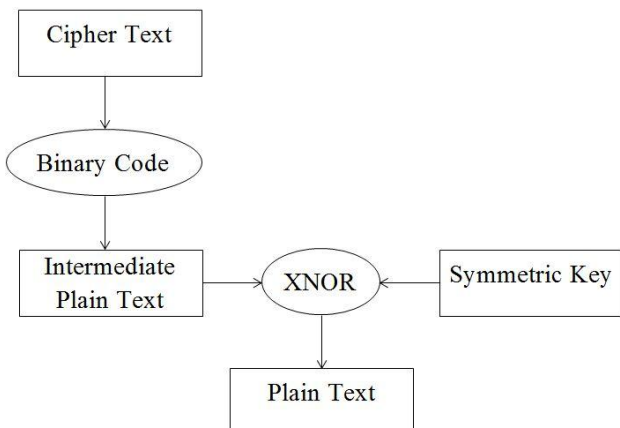 Cipher Text
Binary Code
Intermediate
Plain Text
XNOR
Symmetric Key
Plain Text